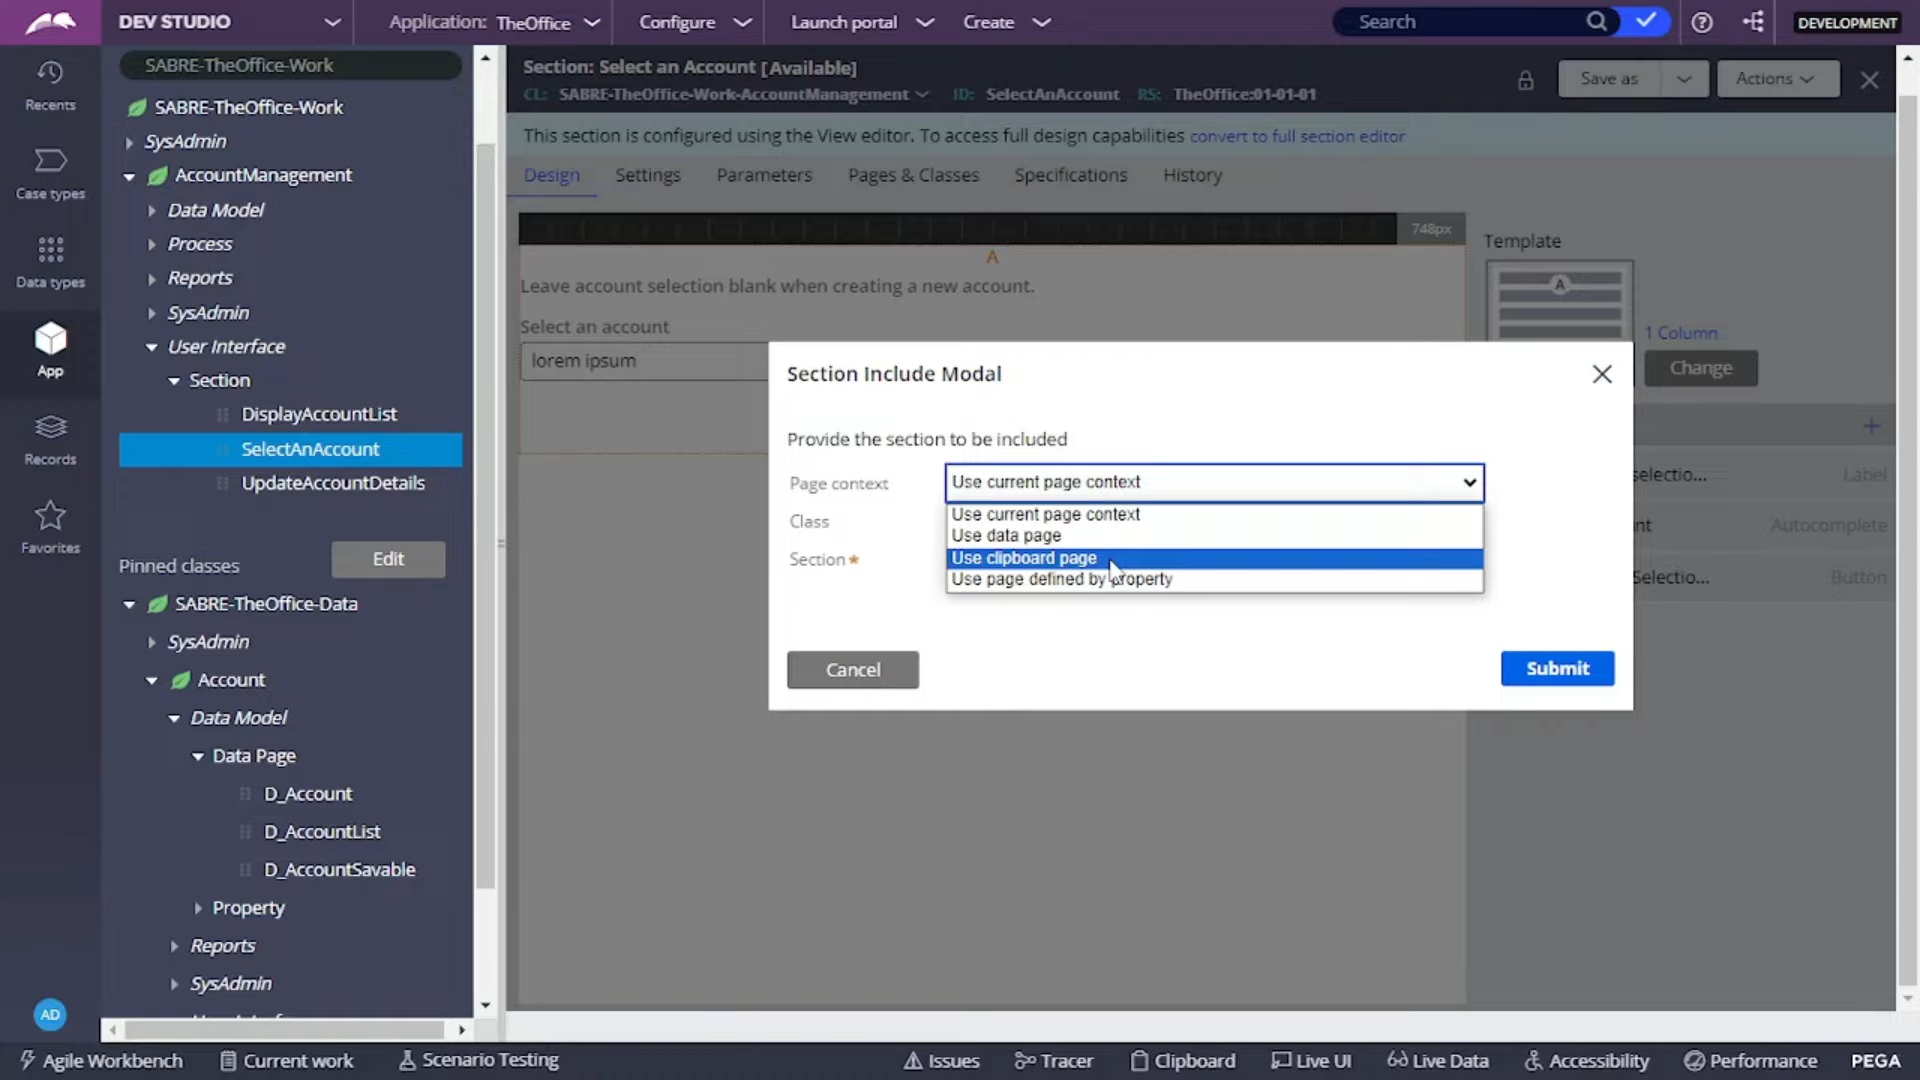 DEV STUDIO
Application: TheOffice
Configure
Launch portal
Create
Search
DEVELOPMENT
Recents
Case types
Data types
App
Records
Favorites
AD
SABRE-TheOffice-Work
SABRE-TheOffice-Work
SysAdmin
AccountManagement
Data Model
Process
Reports
SysAdmin
User Interface
Section
DisplayAccountList
SelectAnAccount
UpdateAccountDetails
Pinned classes
Edit
SABRE-TheOffice-Data
SysAdmin
Account
Data Model
Data Page
D_Account
D_AccountList
D_AccountSavable
Property
Reports
SysAdmin
Section: Select an Account [Available]
CL: SABRE-TheOffice-Work-AccountManagement ID: SelectAnAccount RS: TheOffice:01-01-01
Save as
Actions
This section is configured using the View editor. To access full design capabilities convert to full section editor
Design
Settings
Parameters
Pages & Classes
Specifications
History
748px
A
Leave account selection blank when creating a new account.
Select an account
lorem ipsum
Template
A
1 Column
Change
selectio... Label
nt Autocomplete
Selectio... Button
Section Include Modal
Provide the section to be included
Page context
Use current page context
Class
Section *
Use current page context
Use data page
Use clipboard page
Use page defined by property
Cancel
Submit
Agile Workbench
Current work
Scenario Testing
Issues
Tracer
Clipboard
Live UI
Live Data
Accessibility
Performance
PEGA